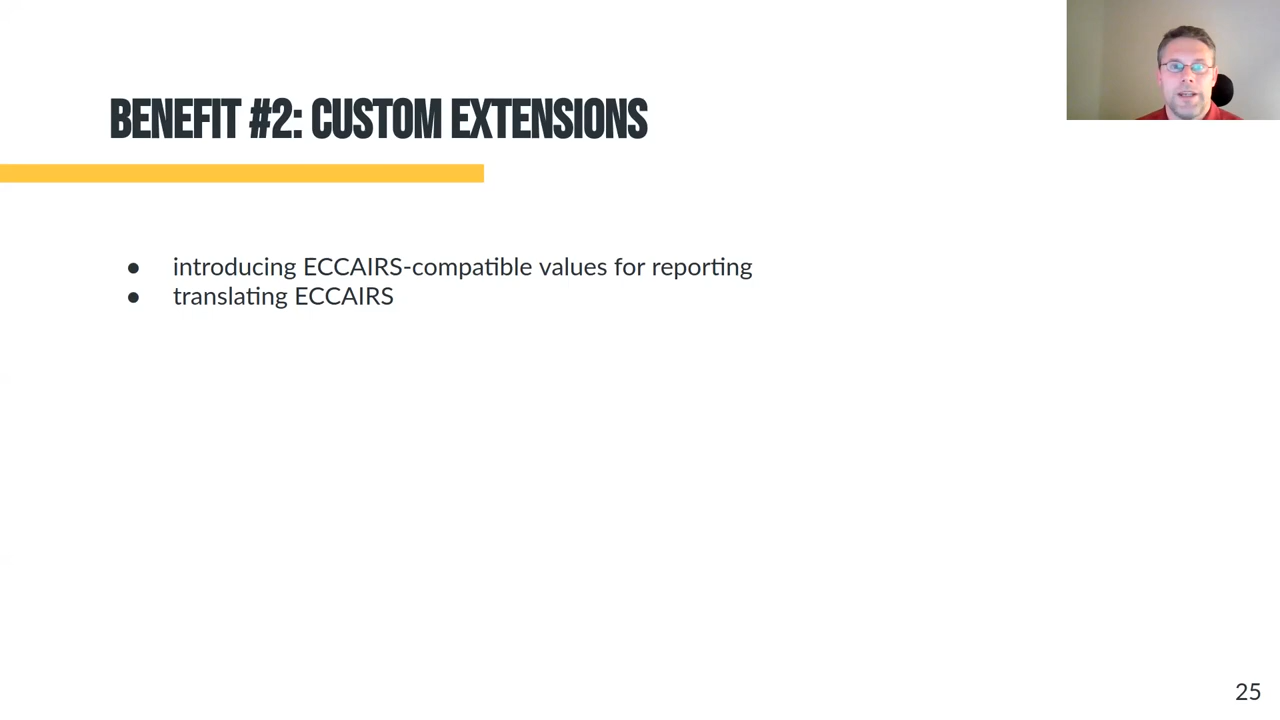 BENEFIT #2: CUSTOM EXTENSIONS
● introducing ECCAIRS-compatible values for reporting
● translating ECCAIRS
25